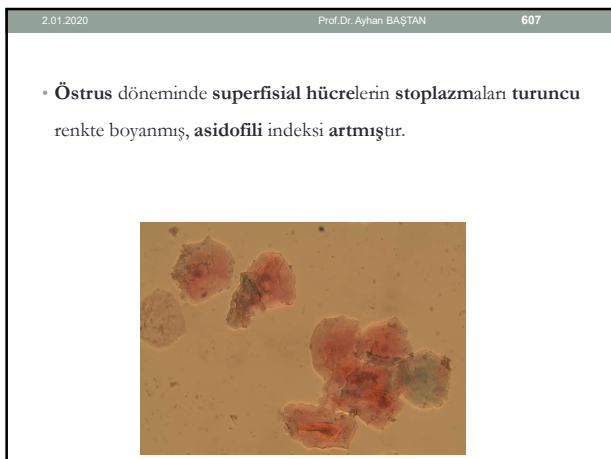 2.01.2020 Prof.Dr. Ayhan BAŞTAN 607
• Östrus döneminde superfisial hücrelerin stoplazmaları turuncu
renkte boyanmış, asidofili indeksi artmıştır.